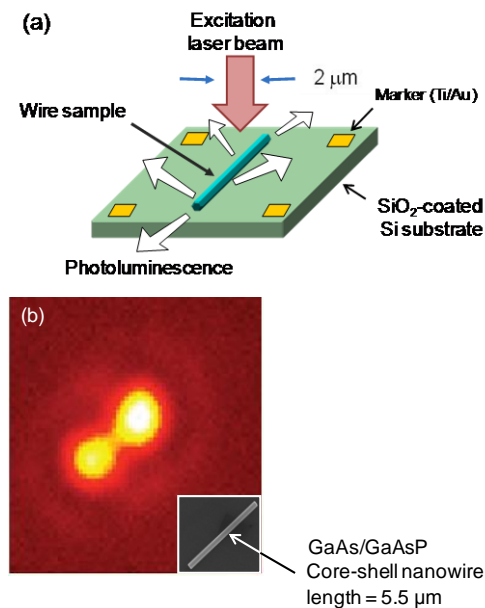 (a)
Excitation
laser beam
2 μm
Wire sample
Marker (Ti/Au)
SiO2-coated
Si substrate
Photoluminescence
(b)
GaAs/GaAsP
Core-shell nanowire
length = 5.5 μm